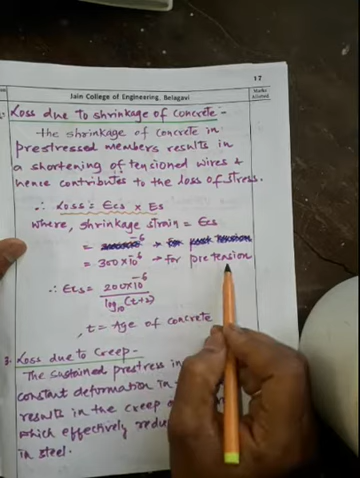 17
Jain College of Engineering, Belagavi
Marks
Allotted
Loss due to shrinkage of concrete:-
the shrinkage of concrete in
prestressed members results in
a shortening of tensioned wires &
hence contributes to the loss of stress.
∴ Loss = Ecs × Es
where, shrinkage strain = Ecs
=
= 300×10⁻⁶ → for pretension
∴ Ecs = 200×10⁻⁶ / log₁₀(t+2)
, t = Age of concrete
3. Loss due to Creep-
The sustained prestress in
constant deformation in
results in the creep
which effectively
in steel.